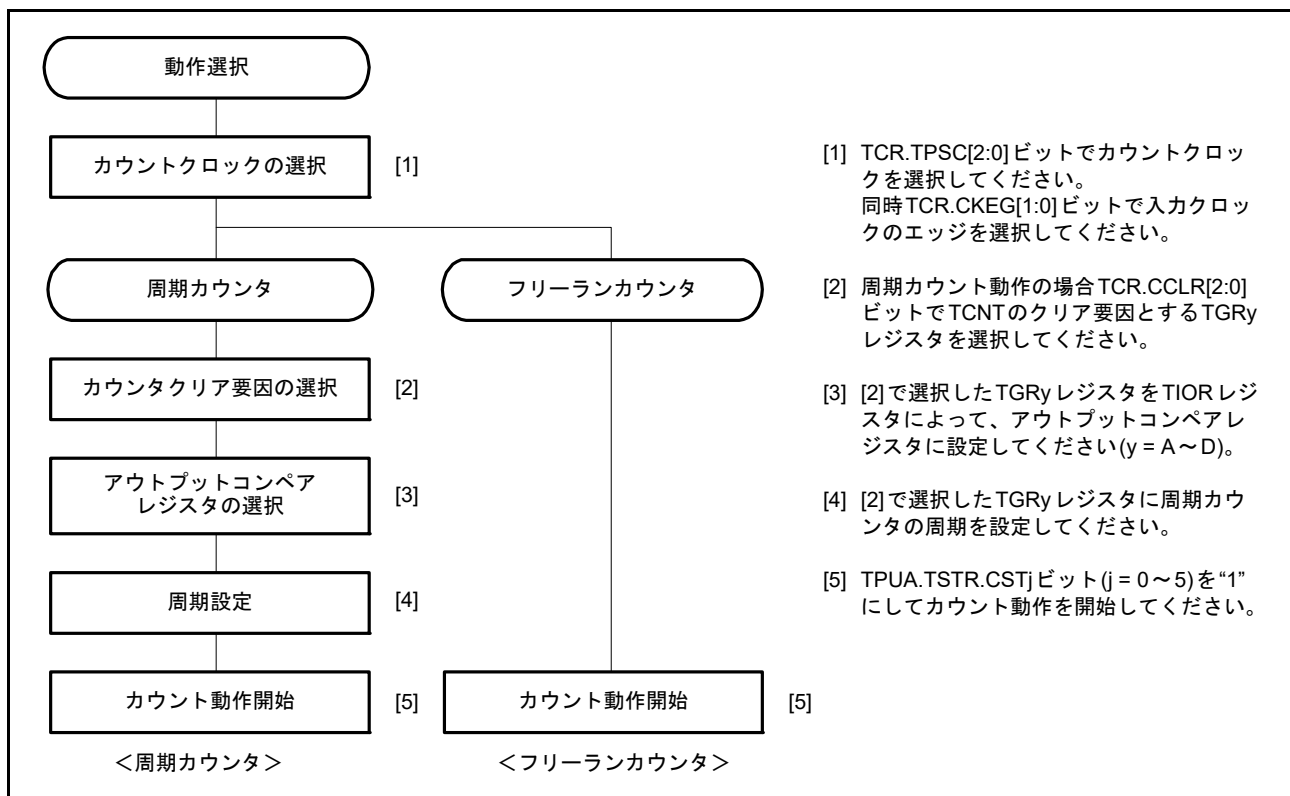 動作選択
カウントクロックの選択 [1]
周期カウンタ
フリーランカウンタ
カウンタクリア要因の選択 [2]
アウトプットコンペア
レジスタの選択 [3]
周期設定 [4]
カウント動作開始 [5]
カウント動作開始 [5]
<周期カウンタ>
<フリーランカウンタ>
[1] TCR.TPSC[2:0]ビットでカウントクロッ
クを選択してください。
同時TCR.CKEG[1:0]ビットで入力クロッ
クのエッジを選択してください。
[2] 周期カウント動作の場合TCR.CCLR[2:0]
ビットでTCNTのクリア要因とするTGRy
レジスタを選択してください。
[3] [2]で選択したTGRyレジスタをTIORレジ
スタによって、アウトプットコンペアレ
ジスタに設定してください(y = A～D)。
[4] [2]で選択したTGRyレジスタに周期カウ
ンタの周期を設定してください。
[5] TPUA.TSTR.CSTjビット(j = 0～5)を“1”
にしてカウント動作を開始してください。